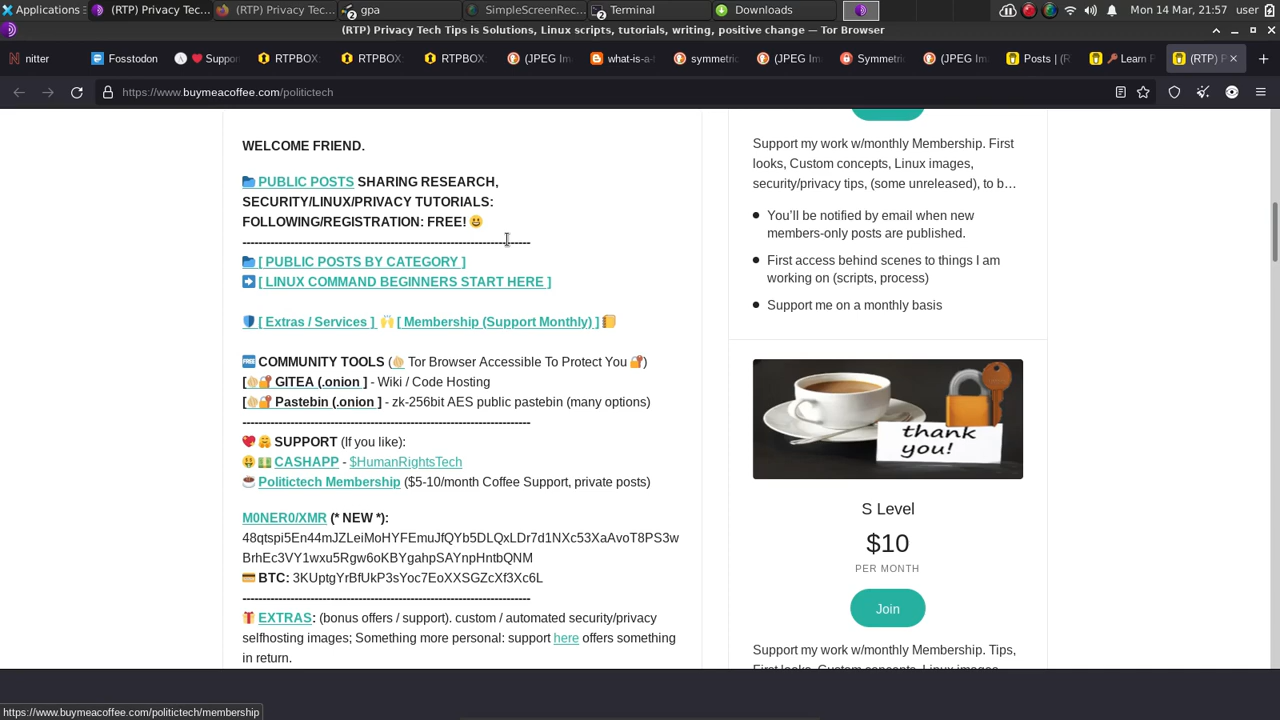 Applications
(RTP) Privacy Tec...
(RTP) Privacy Tec...
gpa
SimpleScreenRec...
2 Terminal
2 Downloads
Mon 14 Mar, 21:57 user
(RTP) Privacy Tech Tips is Solutions, Linux scripts, tutorials, writing, positive change — Tor Browser
nitter
Fosstodon
Suppor
RTPBOX:
RTPBOX:
RTPBOX:
(JPEG Im
what-is-a-
symmetric
(JPEG Im
Symmetri
(JPEG Im
Posts | (R
Learn
(RTP) P
https://www.buymeacoffee.com/politictech
WELCOME FRIEND.
PUBLIC POSTS SHARING RESEARCH,
SECURITY/LINUX/PRIVACY TUTORIALS:
FOLLOWING/REGISTRATION: FREE! 😃
------------------------------------------------------------------------
[ PUBLIC POSTS BY CATEGORY ]
[ LINUX COMMAND BEGINNERS START HERE ]
[ Extras / Services ] 🙌 [ Membership (Support Monthly) ]
FREE COMMUNITY TOOLS ( Tor Browser Accessible To Protect You 🔐)
[🧅🔐 GITEA (.onion ] - Wiki / Code Hosting
[🧅🔐 Pastebin (.onion ] - zk-256bit AES public pastebin (many options)
------------------------------------------------------------------------
SUPPORT (If you like):
CASHAPP - $HumanRightsTech
Politictech Membership ($5-10/month Coffee Support, private posts)
M0NER0/XMR (* NEW *):
48qtspi5En44mJZLeiMoHYFEmuJfQYb5DLQxLDr7d1NXc53XaAvoT8PS3w
BrhEc3VY1wxu5Rgw6oKBYgahpSAYnpHntbQNM
BTC: 3KUptgYrBfUkP3sYoc7EoXXSGZcXf3Xc6L
------------------------------------------------------------------------
EXTRAS: (bonus offers / support). custom / automated security/privacy
selfhosting images; Something more personal: support here offers something
in return.
Support my work w/monthly Membership. First
looks, Custom concepts, Linux images,
security/privacy tips, (some unreleased), to b…
You'll be notified by email when new
members-only posts are published.
First access behind scenes to things I am
working on (scripts, process)
Support me on a monthly basis
thank
you!
S Level
$10
PER MONTH
Join
Support my work w/monthly Membership. Tips,
First looks, Custom concepts, Linux images
https://www.buymeacoffee.com/politictech/membership